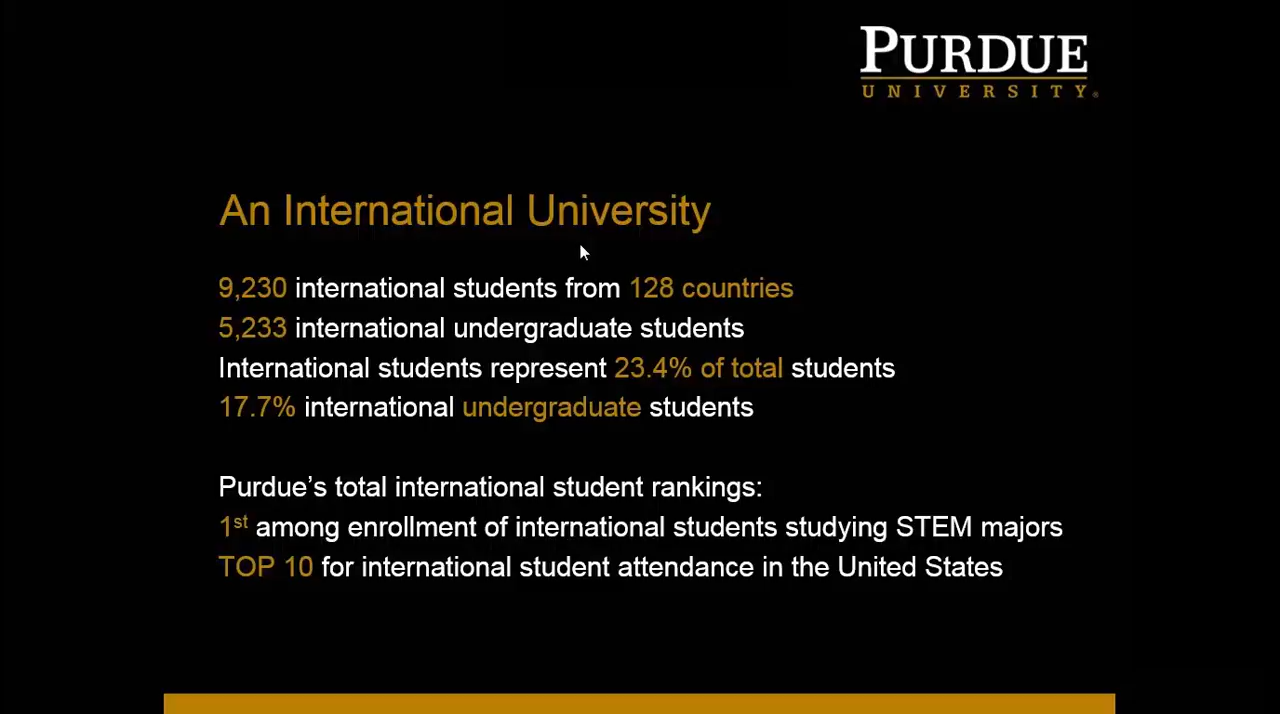 PURDUE
UNIVERSITY®
An International University
9,230 international students from 128 countries
5,233 international undergraduate students
International students represent 23.4% of total students
17.7% international undergraduate students
Purdue’s total international student rankings:
1st among enrollment of international students studying STEM majors
TOP 10 for international student attendance in the United States